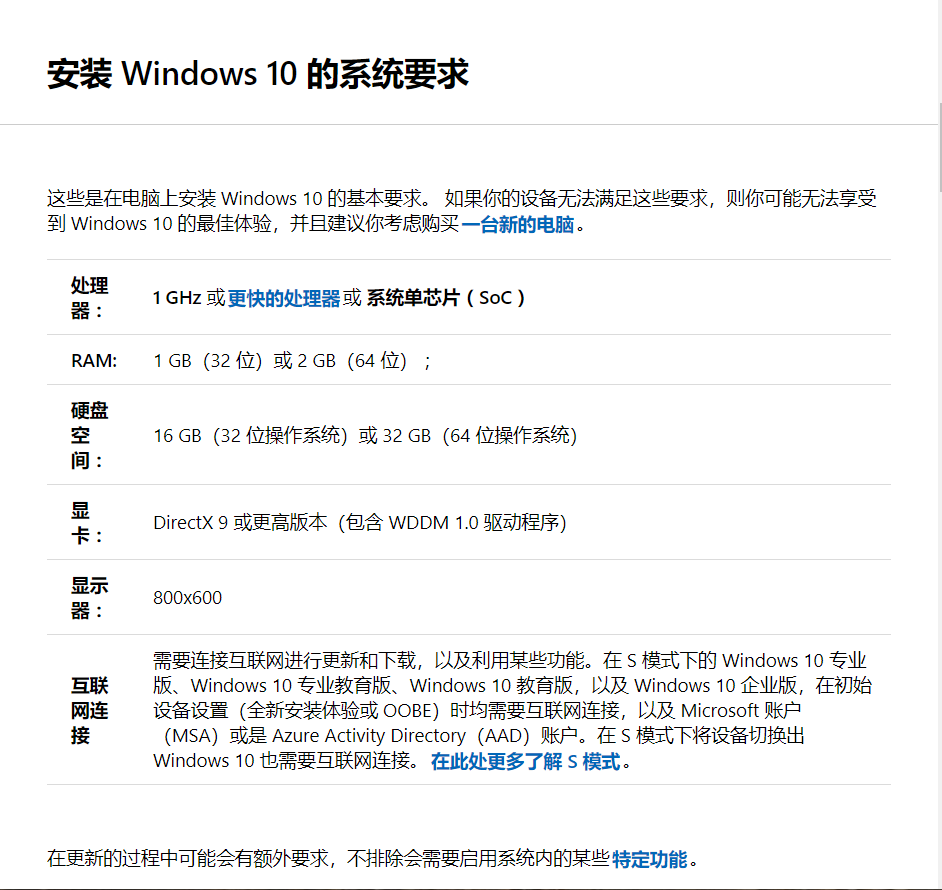 安装 Windows 10 的系统要求
这些是在电脑上安装 Windows 10 的基本要求。 如果你的设备无法满足这些要求，则你可能无法享受
到 Windows 10 的最佳体验，并且建议你考虑购买一台新的电脑。
处理
器：
1 GHz 或更快的处理器或 系统单芯片（SoC）
RAM:
1 GB（32 位）或 2 GB（64 位）；
硬盘
空
间：
16 GB（32 位操作系统）或 32 GB（64 位操作系统）
显
卡：
DirectX 9 或更高版本（包含 WDDM 1.0 驱动程序）
显示
器：
800x600
互联
网连
接
需要连接互联网进行更新和下载，以及利用某些功能。在 S 模式下的 Windows 10 专业
版、Windows 10 专业教育版、Windows 10 教育版，以及 Windows 10 企业版，在初始
设备设置（全新安装体验或 OOBE）时均需要互联网连接，以及 Microsoft 账户
（MSA）或是 Azure Activity Directory（AAD）账户。在 S 模式下将设备切换出
Windows 10 也需要互联网连接。 在此处更多了解 S 模式。
在更新的过程中可能会有额外要求，不排除会需要启用系统内的某些特定功能。